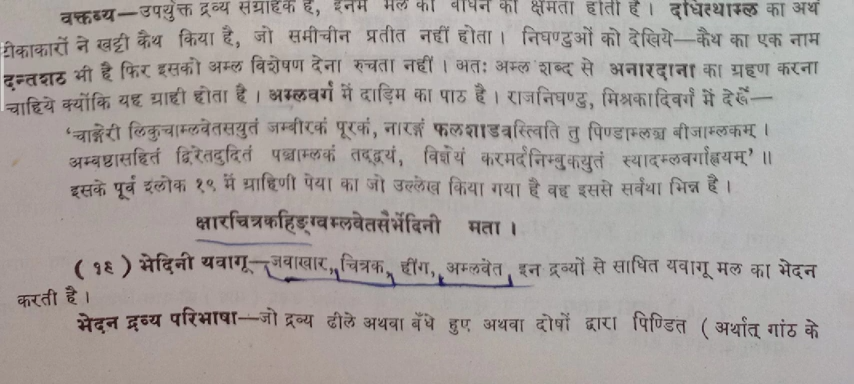 वक्तव्य—उपर्युक्त द्रव्य संग्राहक हैं, इनमें मल को बाँधने की क्षमता होती है। दधित्थाम्ल का अर्थ
टीकाकारों ने खट्टी कैथ किया है, जो समीचीन प्रतीत नहीं होता। निघण्टुओं को देखिये—कैथ का एक नाम
दन्तशठ भी है फिर इसको अम्ल विशेषण देना रुचता नहीं। अतः अम्ल शब्द से अनारदाना का ग्रहण करना
चाहिये क्योंकि यह ग्राही होता है। अम्लवर्ग में दाड़िम का पाठ है। राजनिघण्टु, मिश्रकादिवर्ग में देखें—
'चाङ्गेरी लिकुचाम्लवेतसयुतं जम्बीरकं पूरकं, नारङ्गं फलशाडवस्त्विति तु पिण्डाम्लञ्च बीजाम्लकम्।
अम्बष्ठासहितं द्विरेतदुदितं पञ्चाम्लकं तद्द्वयं, विज्ञेयं करमर्दनिम्बुकयुतं स्यादम्लवर्गाह्वयम्'॥
इसके पूर्व श्लोक १९ में ग्राहिणी पेया का जो उल्लेख किया गया है वह इससे सर्वथा भिन्न है।
क्षारचित्रकहिङ्ग्वम्लवेतसैर्भेदिनी मता।
(१६) भेदिनी यवागू—जवाखार, चित्रक, हींग, अम्लवेत इन द्रव्यों से साधित यवागू मल का भेदन
करती है।
भेदन द्रव्य परिभाषा—जो द्रव्य ढीले अथवा बँधे हुए अथवा दोषों द्वारा पिण्डित (अर्थात् गांठ के